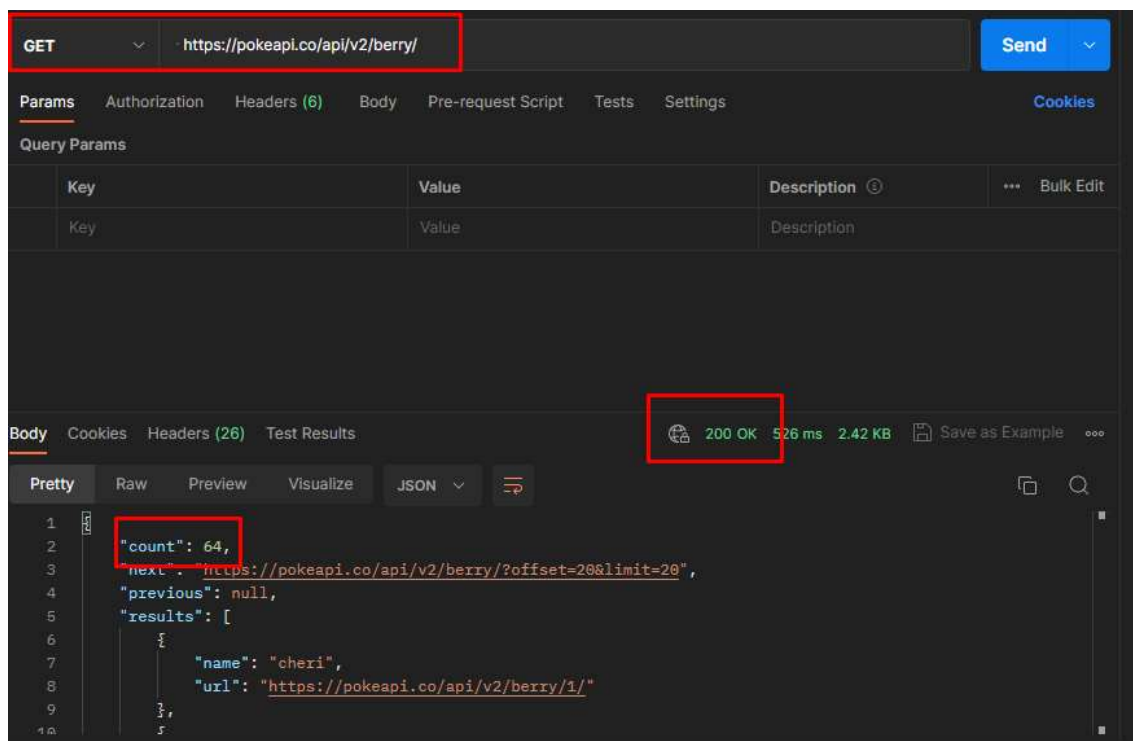 GET https://pokeapi.co/api/v2/berry/ Send
Params Authorization Headers (6) Body Pre-request Script Tests Settings Cookies
Query Params
Key Value Description ••• Bulk Edit
Key Value Description
Body Cookies Headers (26) Test Results 200 OK 526 ms 2.42 KB Save as Example
Pretty Raw Preview Visualize JSON
1 {
2 "count": 64,
3 "next": "https://pokeapi.co/api/v2/berry/?offset=20&limit=20",
4 "previous": null,
5 "results": [
6 {
7 "name": "cheri",
8 "url": "https://pokeapi.co/api/v2/berry/1/"
9 },
10 {